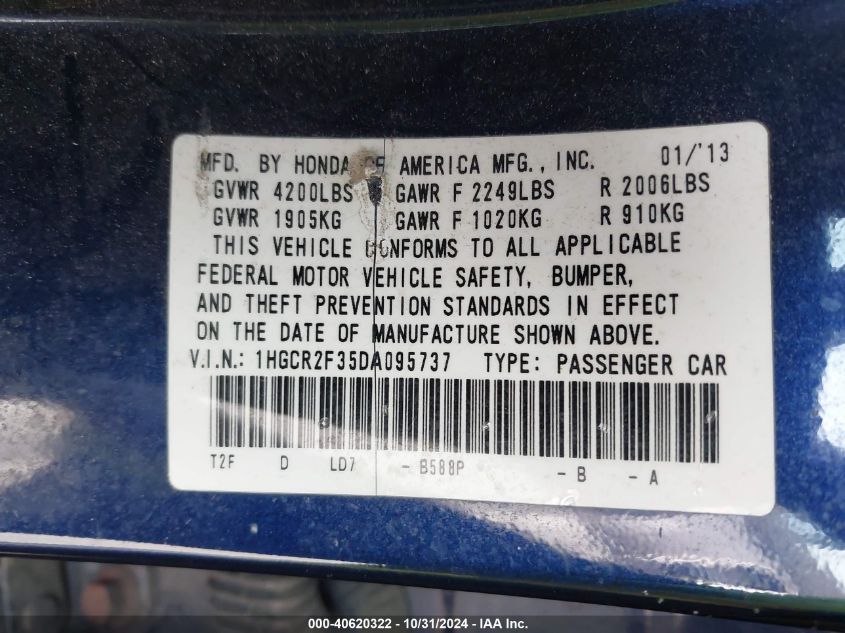 MFD. BY HONDA OF AMERICA MFG., INC. 01/'13
GVWR 4200LBS GAWR F 2249LBS R 2006LBS
GVWR 1905KG GAWR F 1020KG R 910KG
THIS VEHICLE CONFORMS TO ALL APPLICABLE
FEDERAL MOTOR VEHICLE SAFETY, BUMPER,
AND THEFT PREVENTION STANDARDS IN EFFECT
ON THE DATE OF MANUFACTURE SHOWN ABOVE.
V.I.N.: 1HGCR2F35DA095737 TYPE: PASSENGER CAR
T2F D LD7 - B588P - B - A
000-40620322 - 10/31/2024 - IAA Inc.